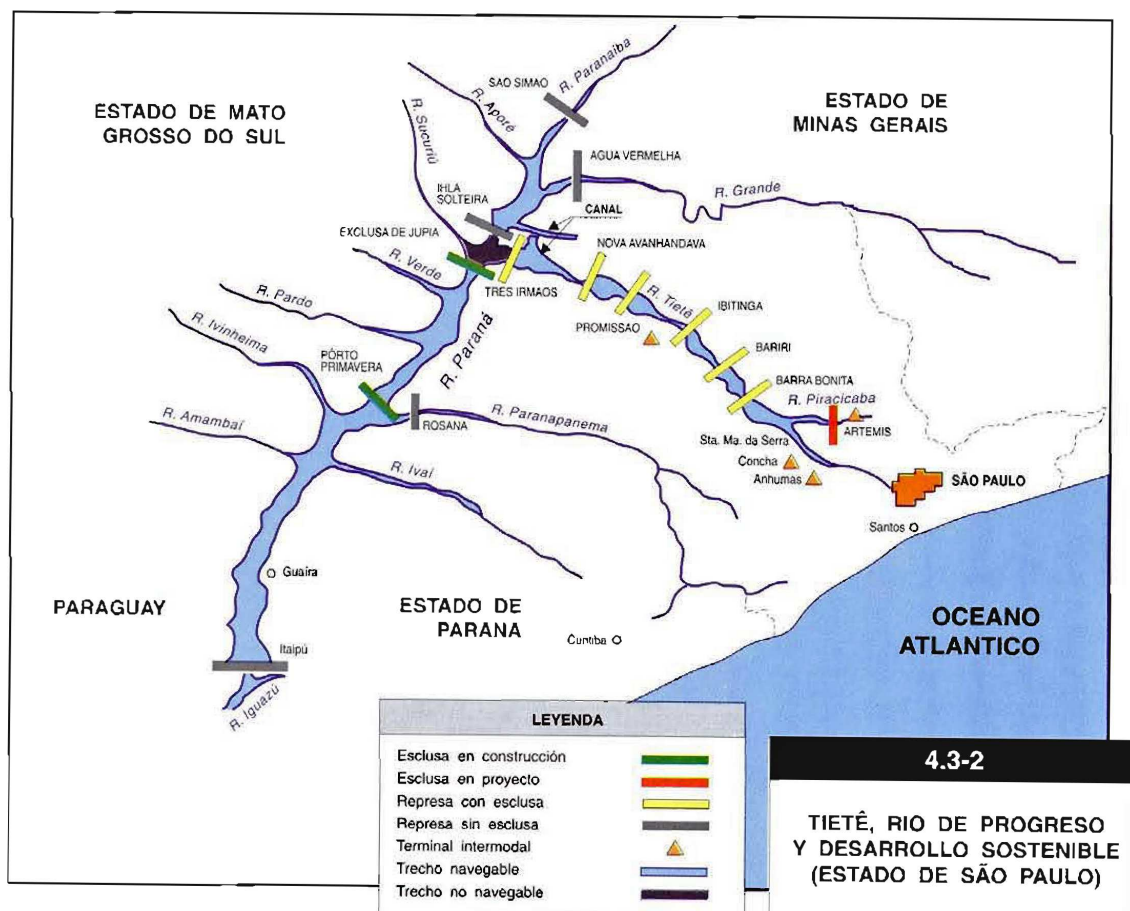 ESTADO DE MATO
GROSSO DO SUL
R. Sucuriú
R. Aporé
SAO SIMAO
R. Paranaiba
ESTADO DE
MINAS GERAIS
AGUA VERMELHA
IHLA
SOLTEIRA
R. Grande
CANAL
EXCLUSA DE JUPIA
NOVA AVANHANDAVA
R. Verde
TRES IRMAOS
R. Tietê
IBITINGA
R. Pardo
PROMISSAO
R. Ivinheima
R. Paraná
BARIRI
PÔRTO
PRIMAVERA
BARRA BONITA
R. Piracicaba
R. Amambaí
ROSANA
R. Paranapanema
ARTEMIS
Sta. Ma. da Serra
Concha
Anhumas
R. Ivaí
SÃO PAULO
Santos
Guaíra
PARAGUAY
ESTADO DE
PARANA
OCEANO
ATLANTICO
Curitiba
Itaipú
R. Iguazú
LEYENDA
Esclusa en construcción
Esclusa en proyecto
Represa con esclusa
Represa sin esclusa
Terminal intermodal
Trecho navegable
Trecho no navegable
4.3-2
TIETÊ, RIO DE PROGRESO
Y DESARROLLO SOSTENIBLE
(ESTADO DE SÃO PAULO)